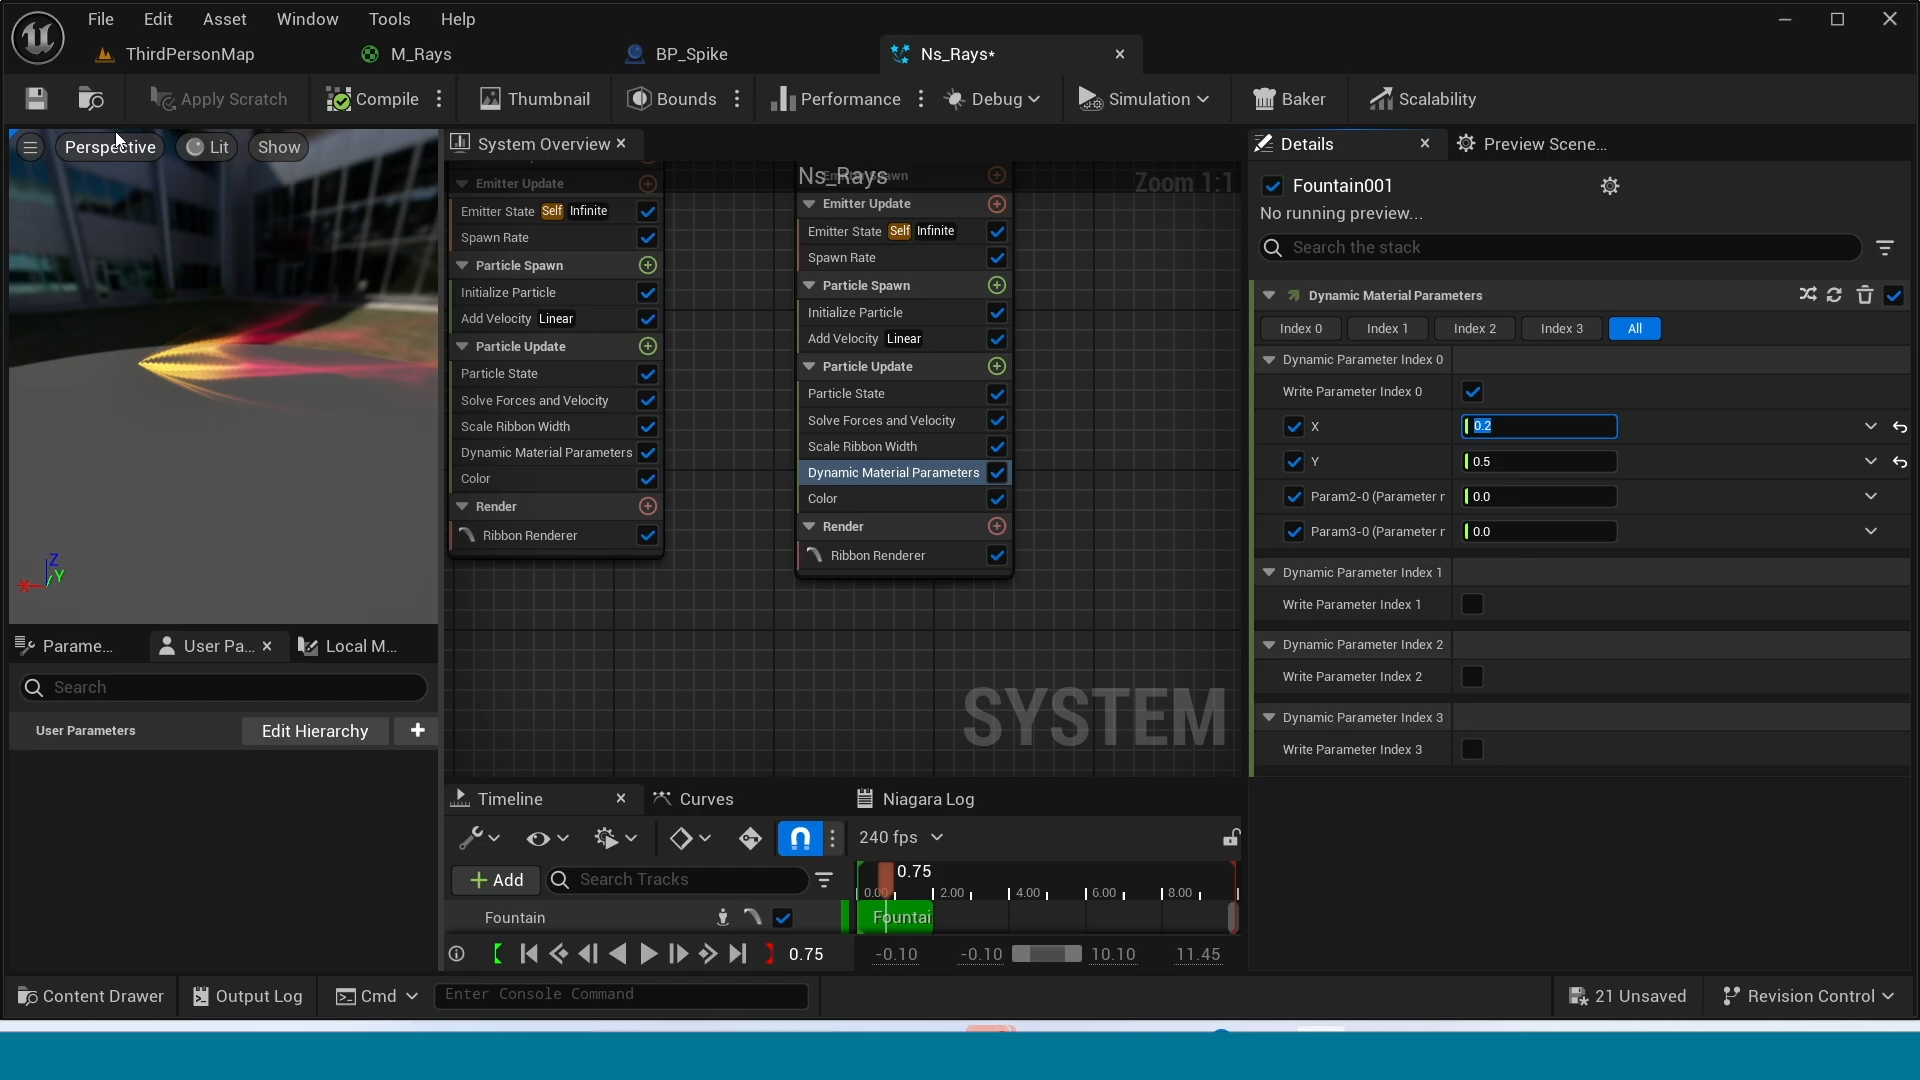 File Edit Asset Window Tools Help
ThirdPersonMap M_Rays BP_Spike Ns_Rays*
Apply Scratch Compile Thumbnail Bounds Performance Debug Simulation Baker Scalability
Perspective Lit Show
System Overview
Ns_Rays
Zoom 1:1
Emitter Update
Emitter State Self Infinite
Spawn Rate
Particle Spawn
Initialize Particle
Add Velocity Linear
Particle Update
Particle State
Solve Forces and Velocity
Scale Ribbon Width
Dynamic Material Parameters
Color
Render
Ribbon Renderer
Emitter Update
Emitter State Self Infinite
Spawn Rate
Particle Spawn
Initialize Particle
Add Velocity Linear
Particle Update
Particle State
Solve Forces and Velocity
Scale Ribbon Width
Dynamic Material Parameters
Color
Render
Ribbon Renderer
SYSTEM
Z
Y
X
Parame... User Pa... Local M...
Search
User Parameters Edit Hierarchy
Timeline Curves Niagara Log
240 fps
Add Search Tracks
0.75
0.00 2.00 4.00 6.00 8.00
Fountain Fountai
0.75 -0.10 -0.10 10.10 11.45
Details Preview Scene...
Fountain001
No running preview...
Search the stack
Dynamic Material Parameters
Index 0 Index 1 Index 2 Index 3 All
Dynamic Parameter Index 0
Write Parameter Index 0
X 0.2
Y 0.5
Param2-0 (Parameter 0.0
Param3-0 (Parameter 0.0
Dynamic Parameter Index 1
Write Parameter Index 1
Dynamic Parameter Index 2
Write Parameter Index 2
Dynamic Parameter Index 3
Write Parameter Index 3
Content Drawer Output Log Cmd Enter Console Command 21 Unsaved Revision Control